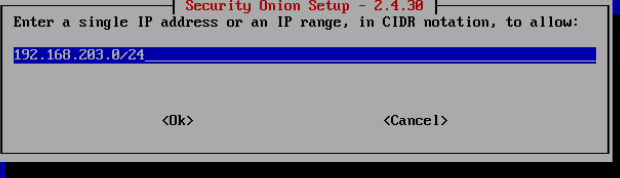 Security Onion Setup - 2.4.30
Enter a single IP address or an IP range, in CIDR notation, to allow:
192.168.203.0/24
<Ok> <Cancel>